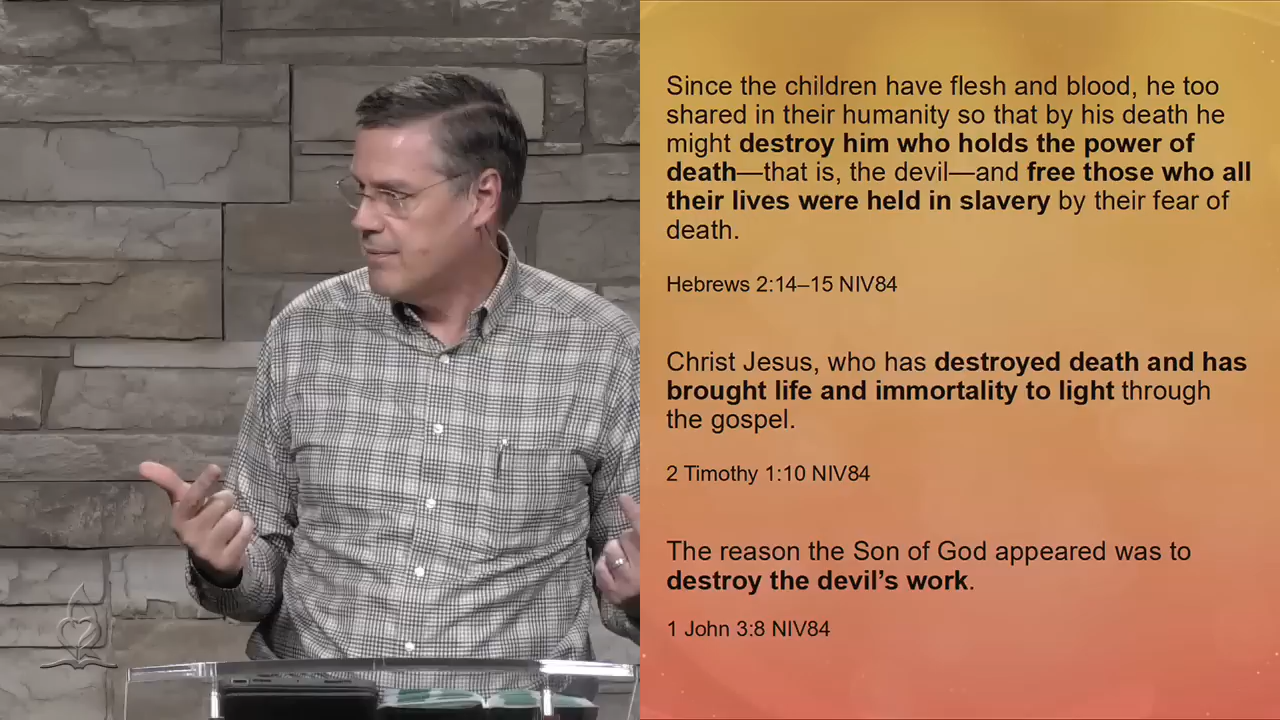 Since the children have flesh and blood, he too
shared in their humanity so that by his death he
might destroy him who holds the power of
death—that is, the devil—and free those who all
their lives were held in slavery by their fear of
death.
Hebrews 2:14–15 NIV84
Christ Jesus, who has destroyed death and has
brought life and immortality to light through
the gospel.
2 Timothy 1:10 NIV84
The reason the Son of God appeared was to
destroy the devil’s work.
1 John 3:8 NIV84